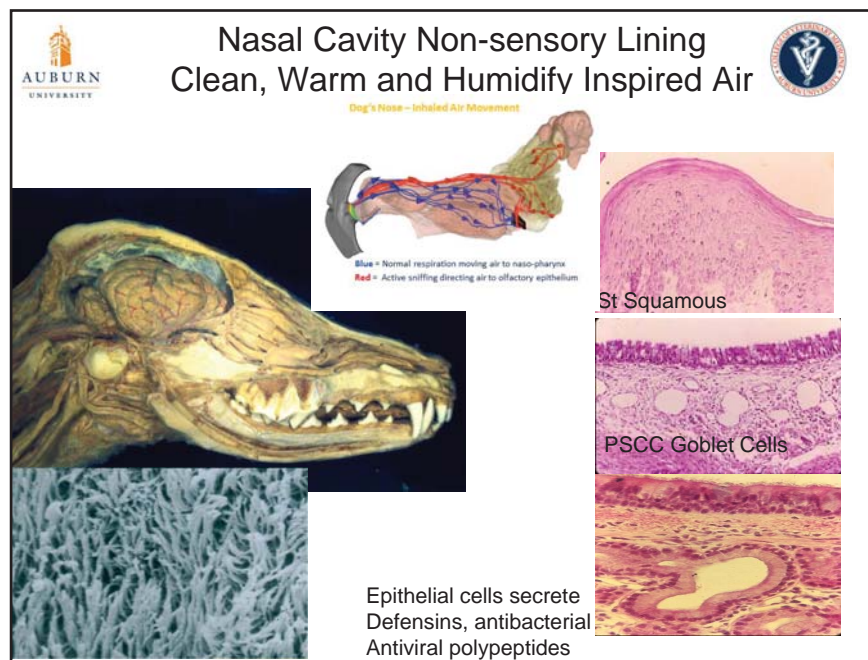 AUBURN
UNIVERSITY
Nasal Cavity Non-sensory Lining
Clean, Warm and Humidify Inspired Air
Dog's Nose – Inhaled Air Movement
Blue = Normal respiration moving air to naso-pharynx
Red = Active sniffing directing air to olfactory epithelium
St Squamous
PSCC Goblet Cells
Epithelial cells secrete
Defensins, antibacterial
Antiviral polypeptides